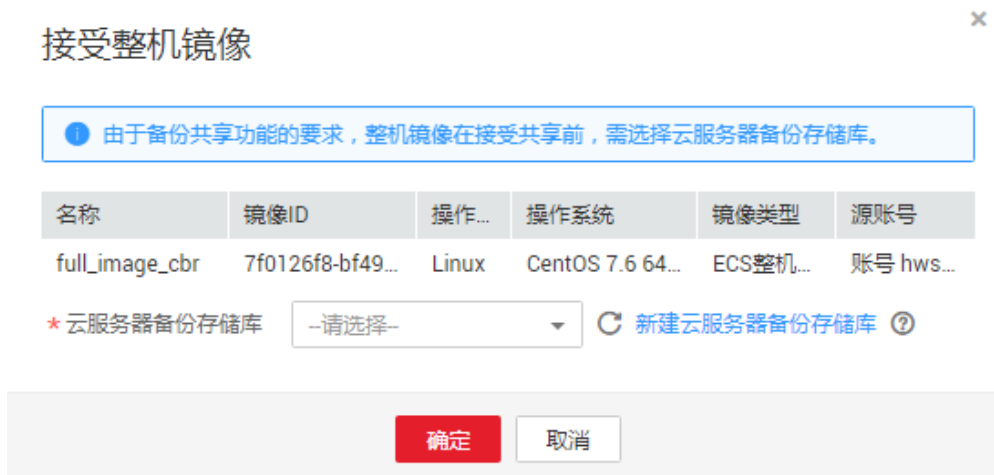 接受整机镜像
由于备份共享功能的要求，整机镜像在接受共享前，需选择云服务器备份存储库。
名称 镜像ID 操作... 操作系统 镜像类型 源账号
full_image_cbr 7f0126f8-bf49... Linux CentOS 7.6 64... ECS整机... 账号 hws...
* 云服务器备份存储库 --请选择-- 新建云服务器备份存储库
确定 取消